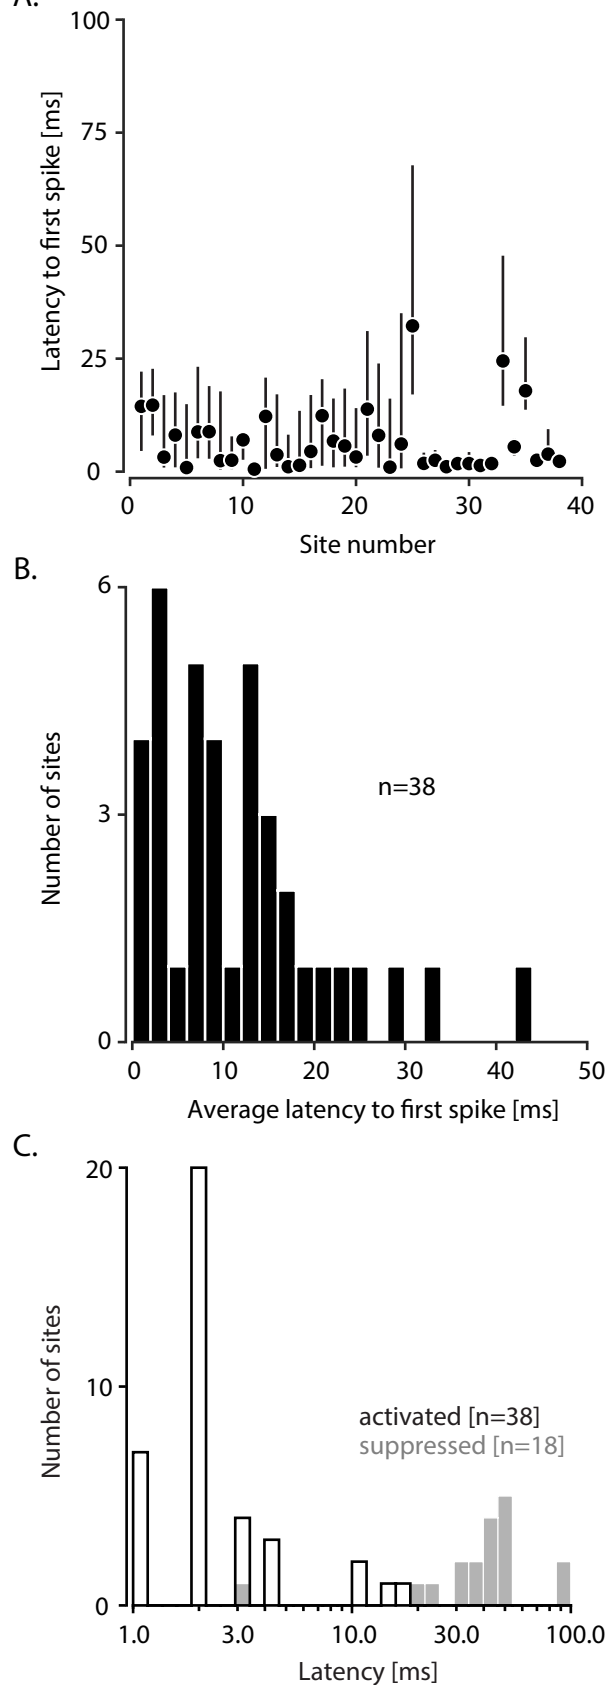 A.
100
75
50
25
0
Latency to first spike [ms]
0 10 20 30 40
Site number
B.
6
3
0
Number of sites
n=38
0 10 20 30 40 50
Average latency to first spike [ms]
C.
20
10
0
Number of sites
activated [n=38]
suppressed [n=18]
1.0 3.0 10.0 30.0 100.0
Latency [ms]